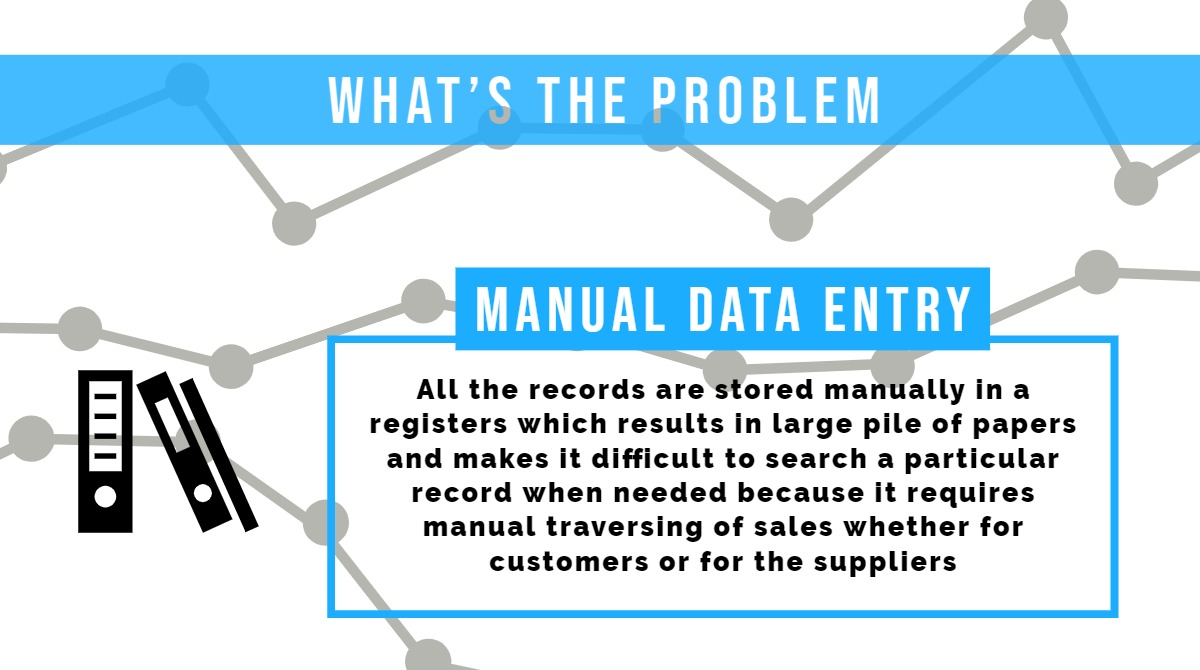 WHAT'S THE PROBLEM
MANUAL DATA ENTRY
All the records are stored manually in a
registers which results in large pile of papers
and makes it difficult to search a particular
record when needed because it requires
manual traversing of sales whether for
customers or for the suppliers